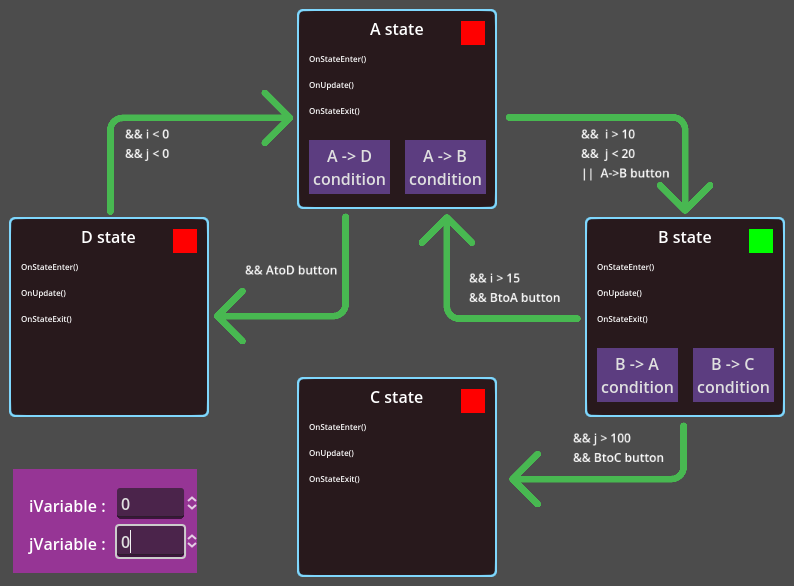 A state
OnStateEnter()
OnUpdate()
OnStateExit()
A -> D
condition
A -> B
condition
&& i < 0
&& j < 0
&&  i > 10
&&  j < 20
||  A->B button
D state
OnStateEnter()
OnUpdate()
OnStateExit()
&& AtoD button
&& i > 15
&& BtoA button
B state
OnStateEnter()
OnUpdate()
OnStateExit()
B -> A
condition
B -> C
condition
C state
OnStateEnter()
OnUpdate()
OnStateExit()
&& j > 100
&& BtoC button
iVariable : 0
jVariable : 0